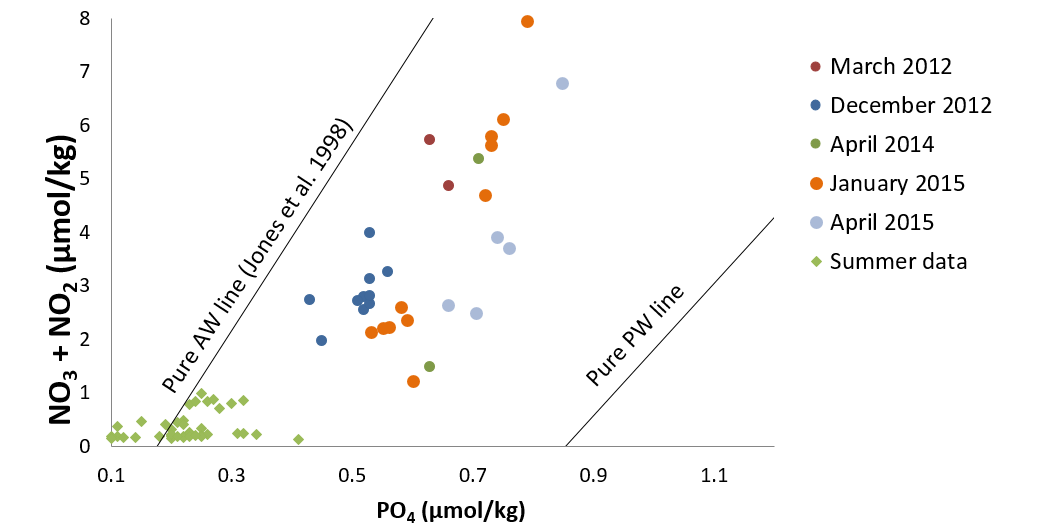 8
7
6
5
4
3
2
1
0
NO₃ + NO₂ (µmol/kg)
Pure AW line (Jones et al. 1998)
Pure PW line
0.1 0.3 0.5 0.7 0.9 1.1
PO₄ (µmol/kg)
March 2012
December 2012
April 2014
January 2015
April 2015
Summer data